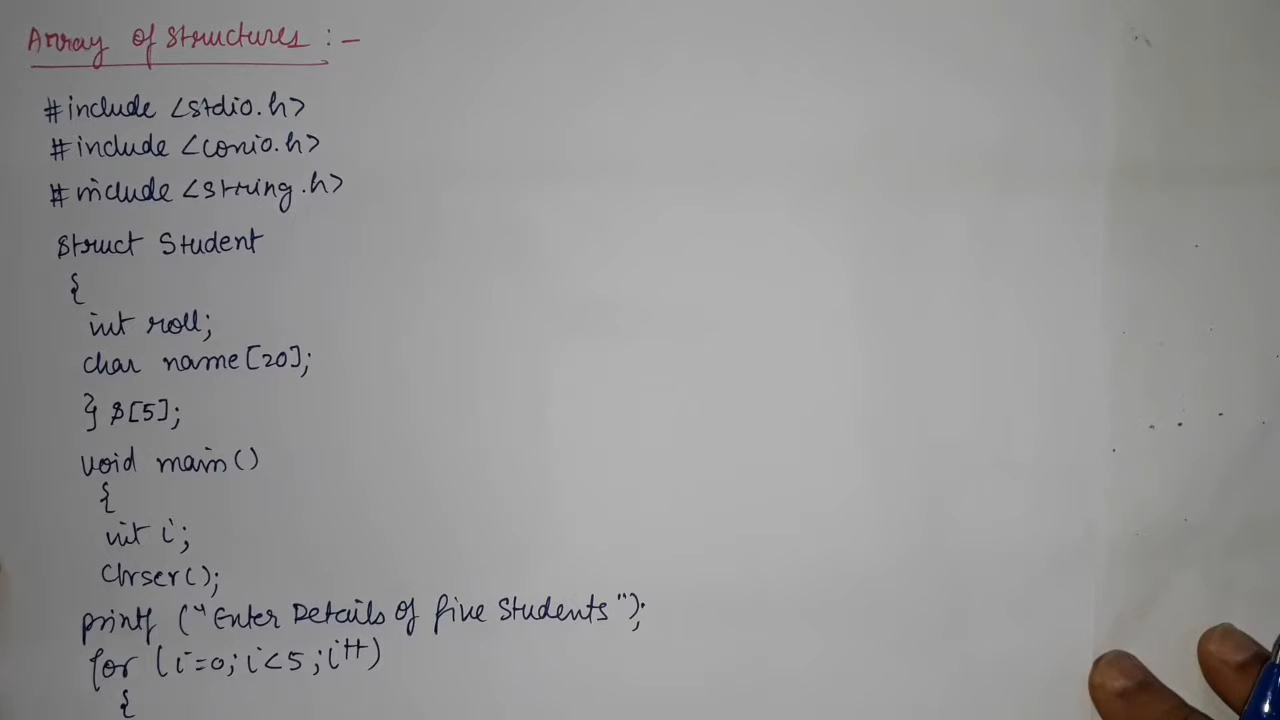 Array of Structures :-
#include <stdio.h>
#include <conio.h>
#include <string.h>
Struct Student
{
int roll;
char name[20];
} S[5];
void main()
{
int i;
Clrser();
printf ("Enter Details of five Students");
for (i=0; i<5; i++)
{